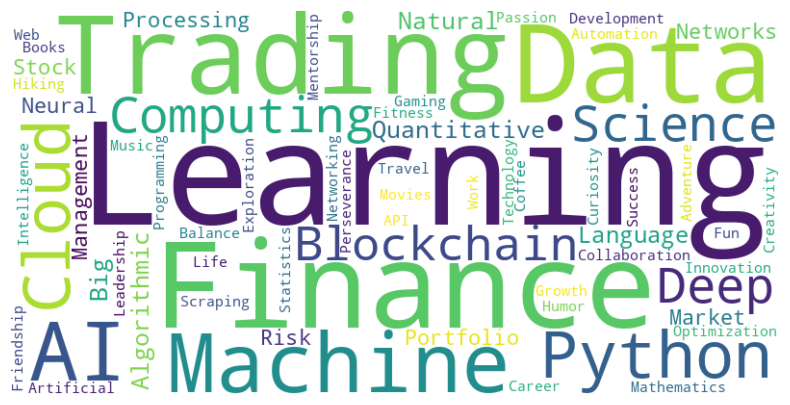 Processing
Trading
Natural
Passion
Development
Web
Books
Mentorship
Data
Automation
Networks
Stock
Hiking
Neural
Computing
Gaming
Fitness
Quantitative
Science
Intelligence
Cloud
Management
Music
Programming
Learning
Exploration
Networking
Perseverance
Travel
Movies
Work
API
Technology
Coffee
Curiosity
Success
Adventure
Creativity
Balance
Blockchain
Language
Fun
Collaboration
Big
Leadership
Life
Finance
Statistics
Innovation
Algorithmic
Scraping
Growth
Humor
Deep
Friendship
AI
Artificial
Machine
Risk
Portfolio
Python
Market
Optimization
Career
Mathematics